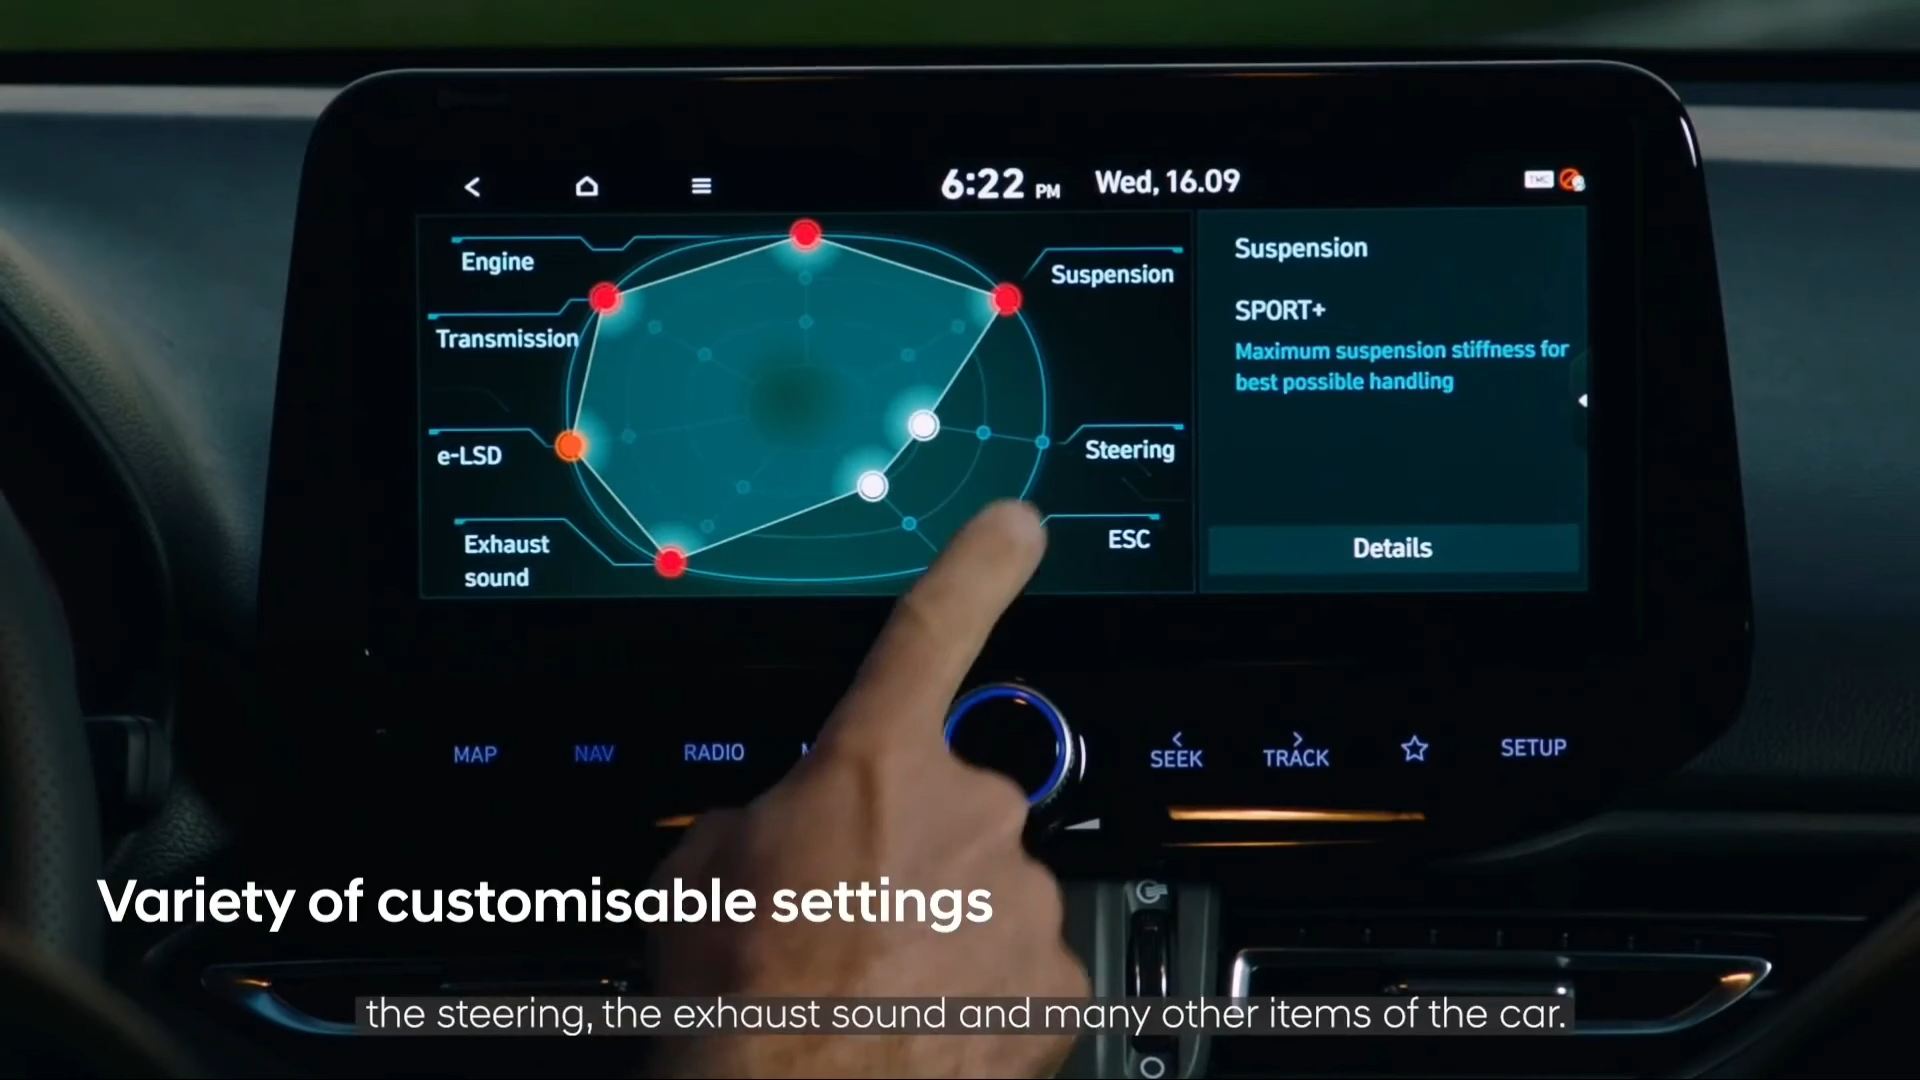 6:22 PM Wed, 16.09
TMC
Engine
Transmission
e-LSD
Exhaust
sound
Suspension
Steering
ESC
Suspension
SPORT+
Maximum suspension stiffness for
best possible handling
Details
MAP NAV RADIO SEEK TRACK SETUP
Variety of customisable settings
the steering, the exhaust sound and many other items of the car.